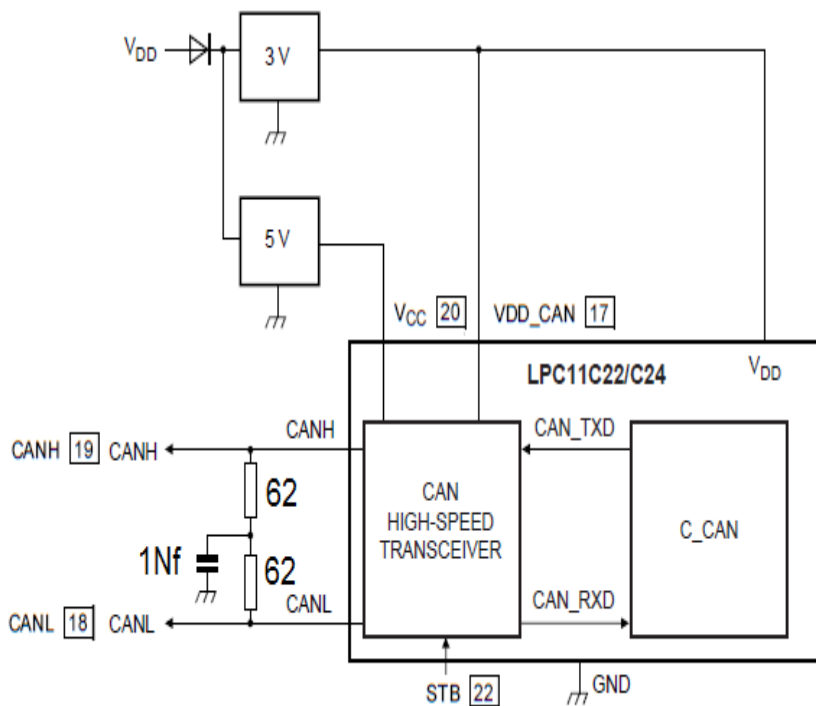 VDD
3 V
5 V
VCC 20 VDD_CAN 17
LPC11C22/C24
VDD
CANH 19 CANH
CANH
62
1Nf
62
CANL
CANL 18 CANL
CAN
HIGH-SPEED
TRANSCEIVER
CAN_TXD
CAN_RXD
C_CAN
STB 22
GND